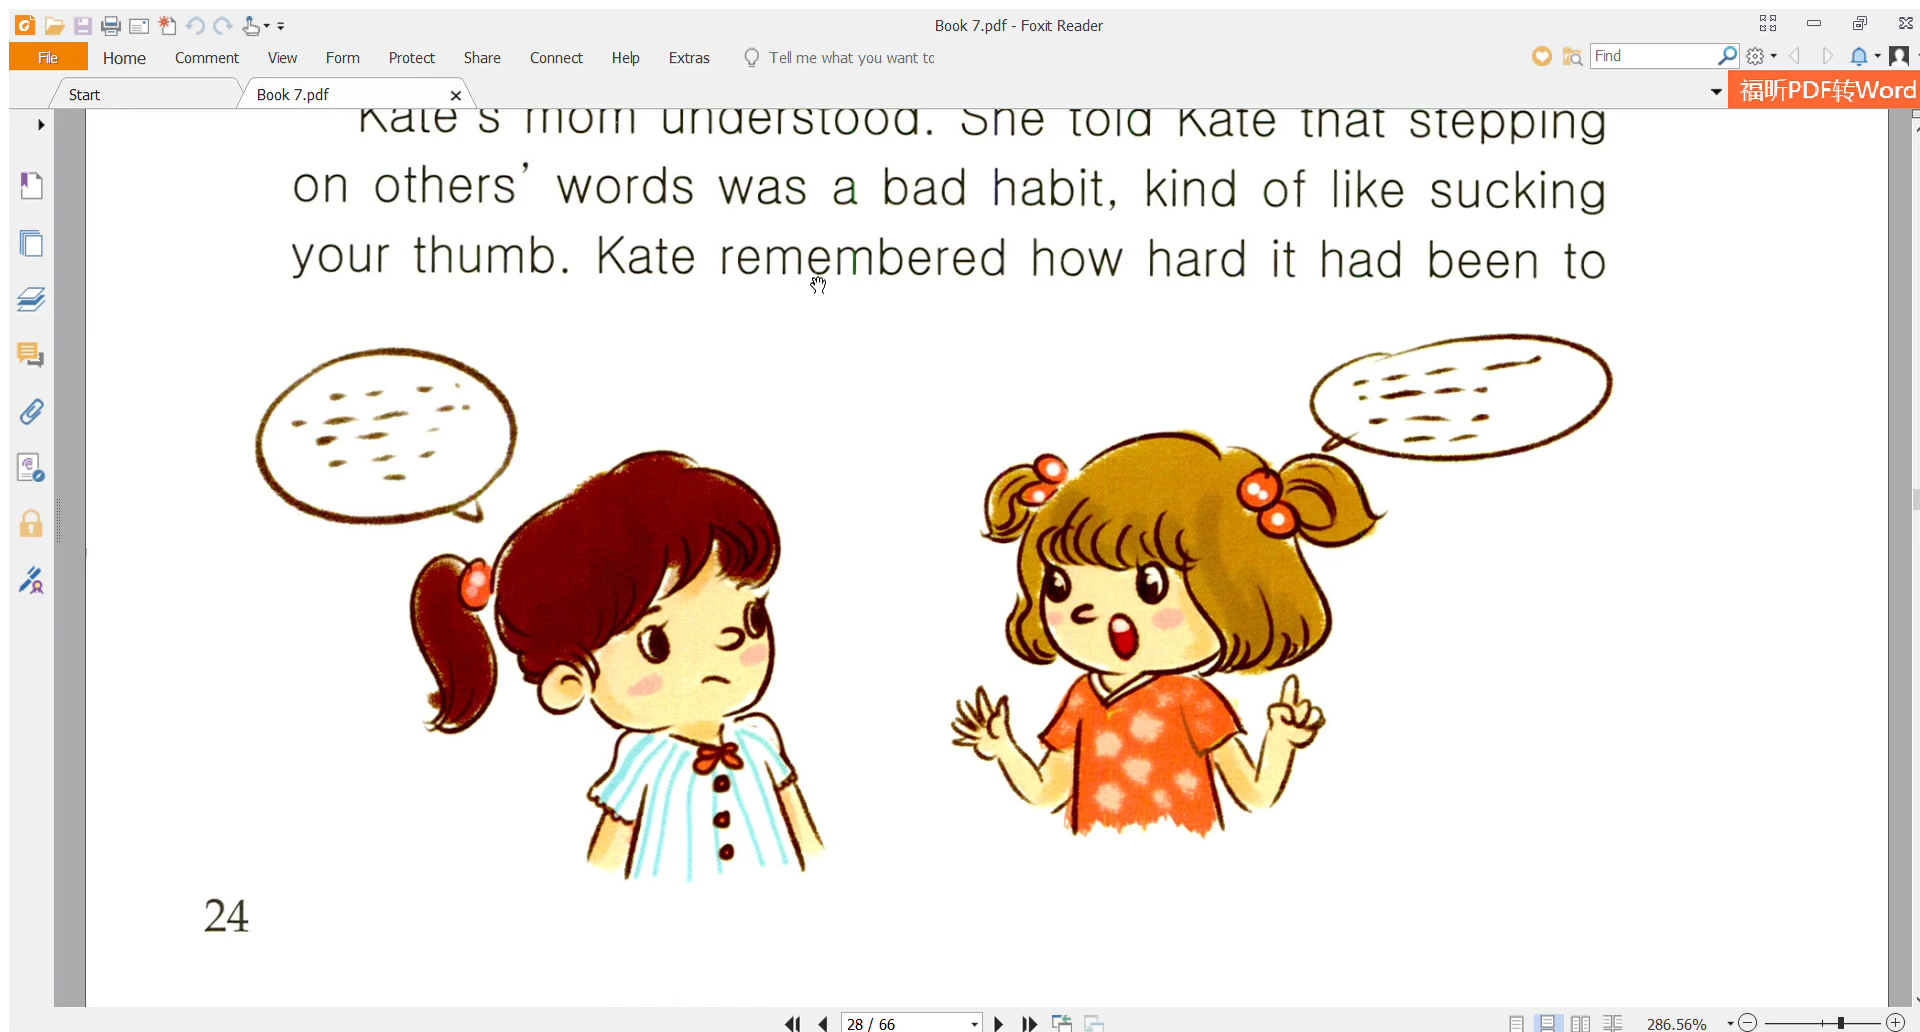 Book 7.pdf - Foxit Reader
File Home Comment View Form Protect Share Connect Help Extras Tell me what you want to Find
Start Book 7.pdf 福昕PDF转Word
Kate's mom understood. She told Kate that stepping
on others' words was a bad habit, kind of like sucking
your thumb. Kate remembered how hard it had been to
24
28 / 66 286.56%